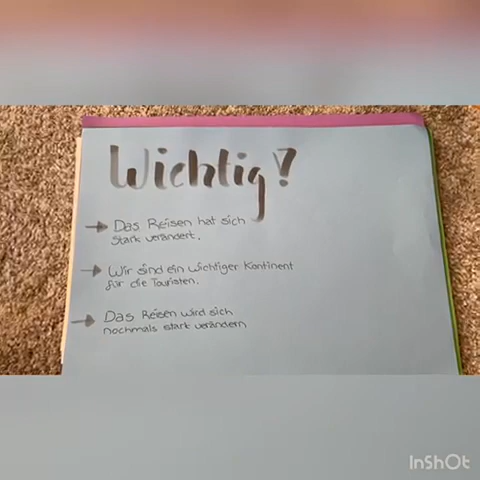 Wichtig!
→ Das Reisen hat sich
stark verändert.
→ Wir sind ein wichtiger Kontinent
für die Touristen.
→ Das Reisen wird sich
nochmals stark verändern
InShOt